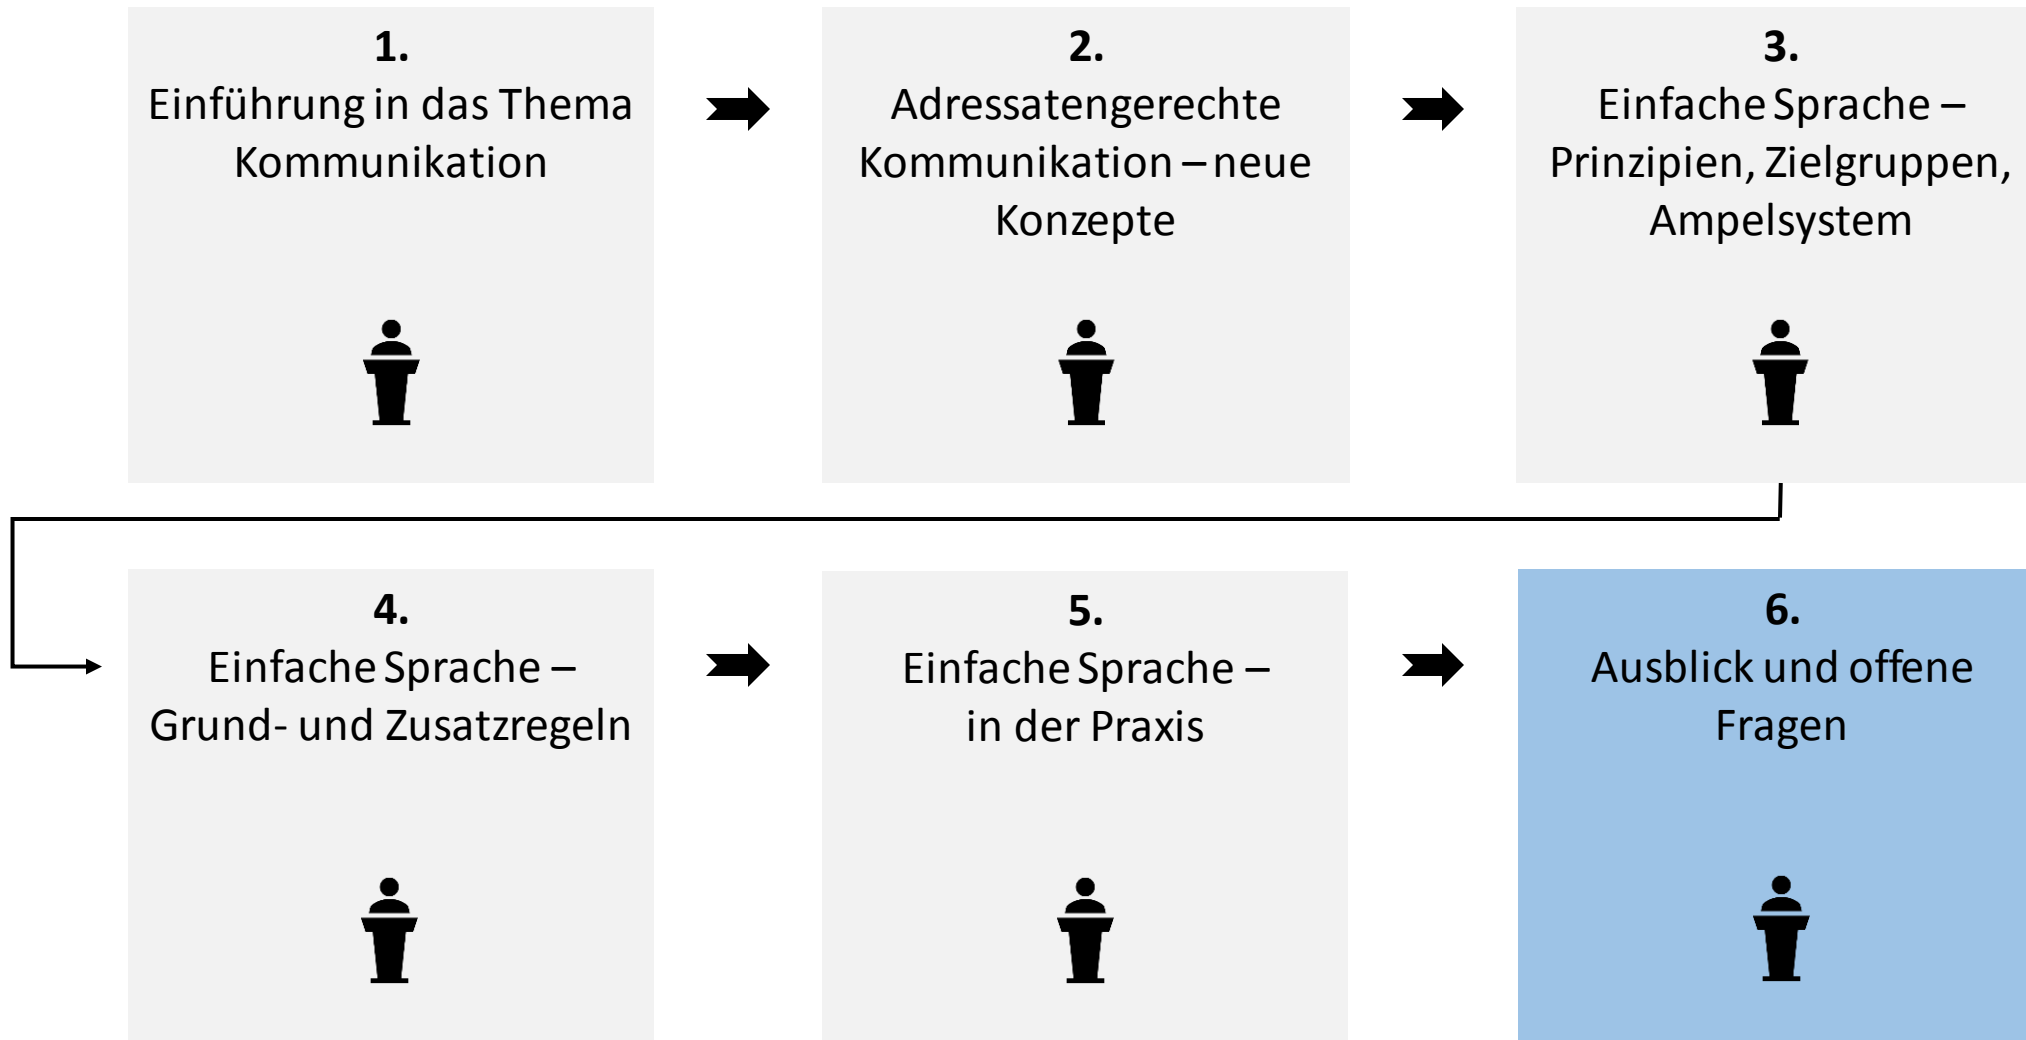 1.
Einführung in das Thema
Kommunikation
2.
Adressatengerechte
Kommunikation – neue
Konzepte
3.
Einfache Sprache –
Prinzipien, Zielgruppen,
Ampelsystem
4.
Einfache Sprache –
Grund- und Zusatzregeln
5.
Einfache Sprache –
in der Praxis
6.
Ausblick und offene
Fragen